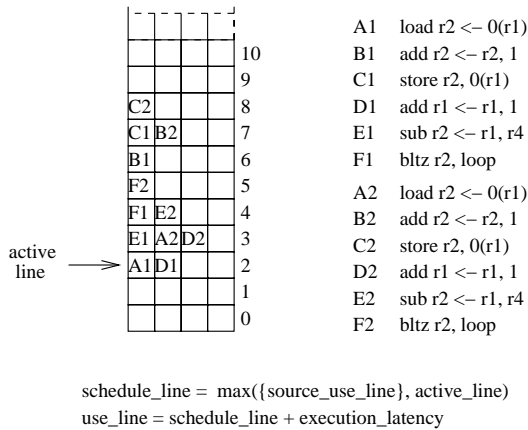 10
9
C2 8
C1 B2 7
B1 6
F2 5
F1 E2 4
E1 A2 D2 3
active line
A1 D1 2
1
0
A1 load r2 <– 0(r1)
B1 add r2 <– r2, 1
C1 store r2, 0(r1)
D1 add r1 <– r1, 1
E1 sub r2 <– r1, r4
F1 bltz r2, loop
A2 load r2 <– 0(r1)
B2 add r2 <– r2, 1
C2 store r2, 0(r1)
D2 add r1 <– r1, 1
E2 sub r2 <– r1, r4
F2 bltz r2, loop
schedule_line = max({source_use_line}, active_line)
use_line = schedule_line + execution_latency